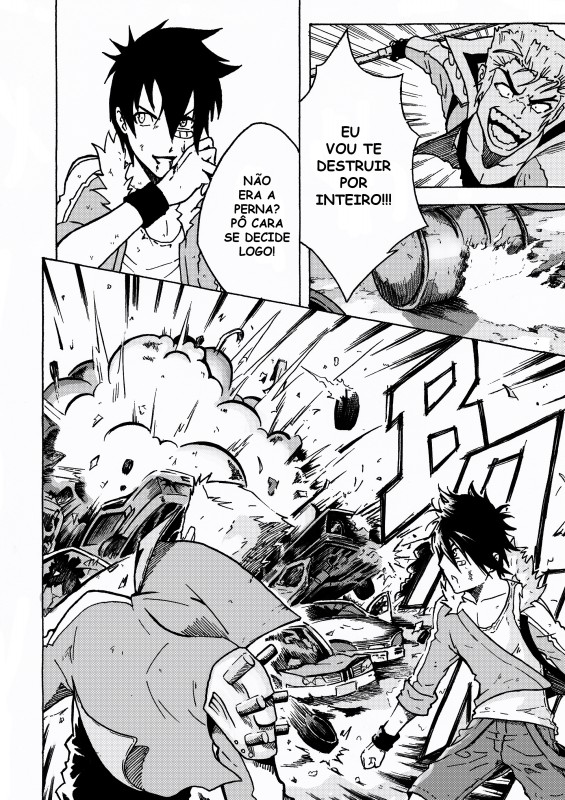 EU
VOU TE
DESTRUIR
POR
INTEIRO!!!
NÃO
ERA A
PERNA?
PÔ CARA
SE DECIDE
LOGO!